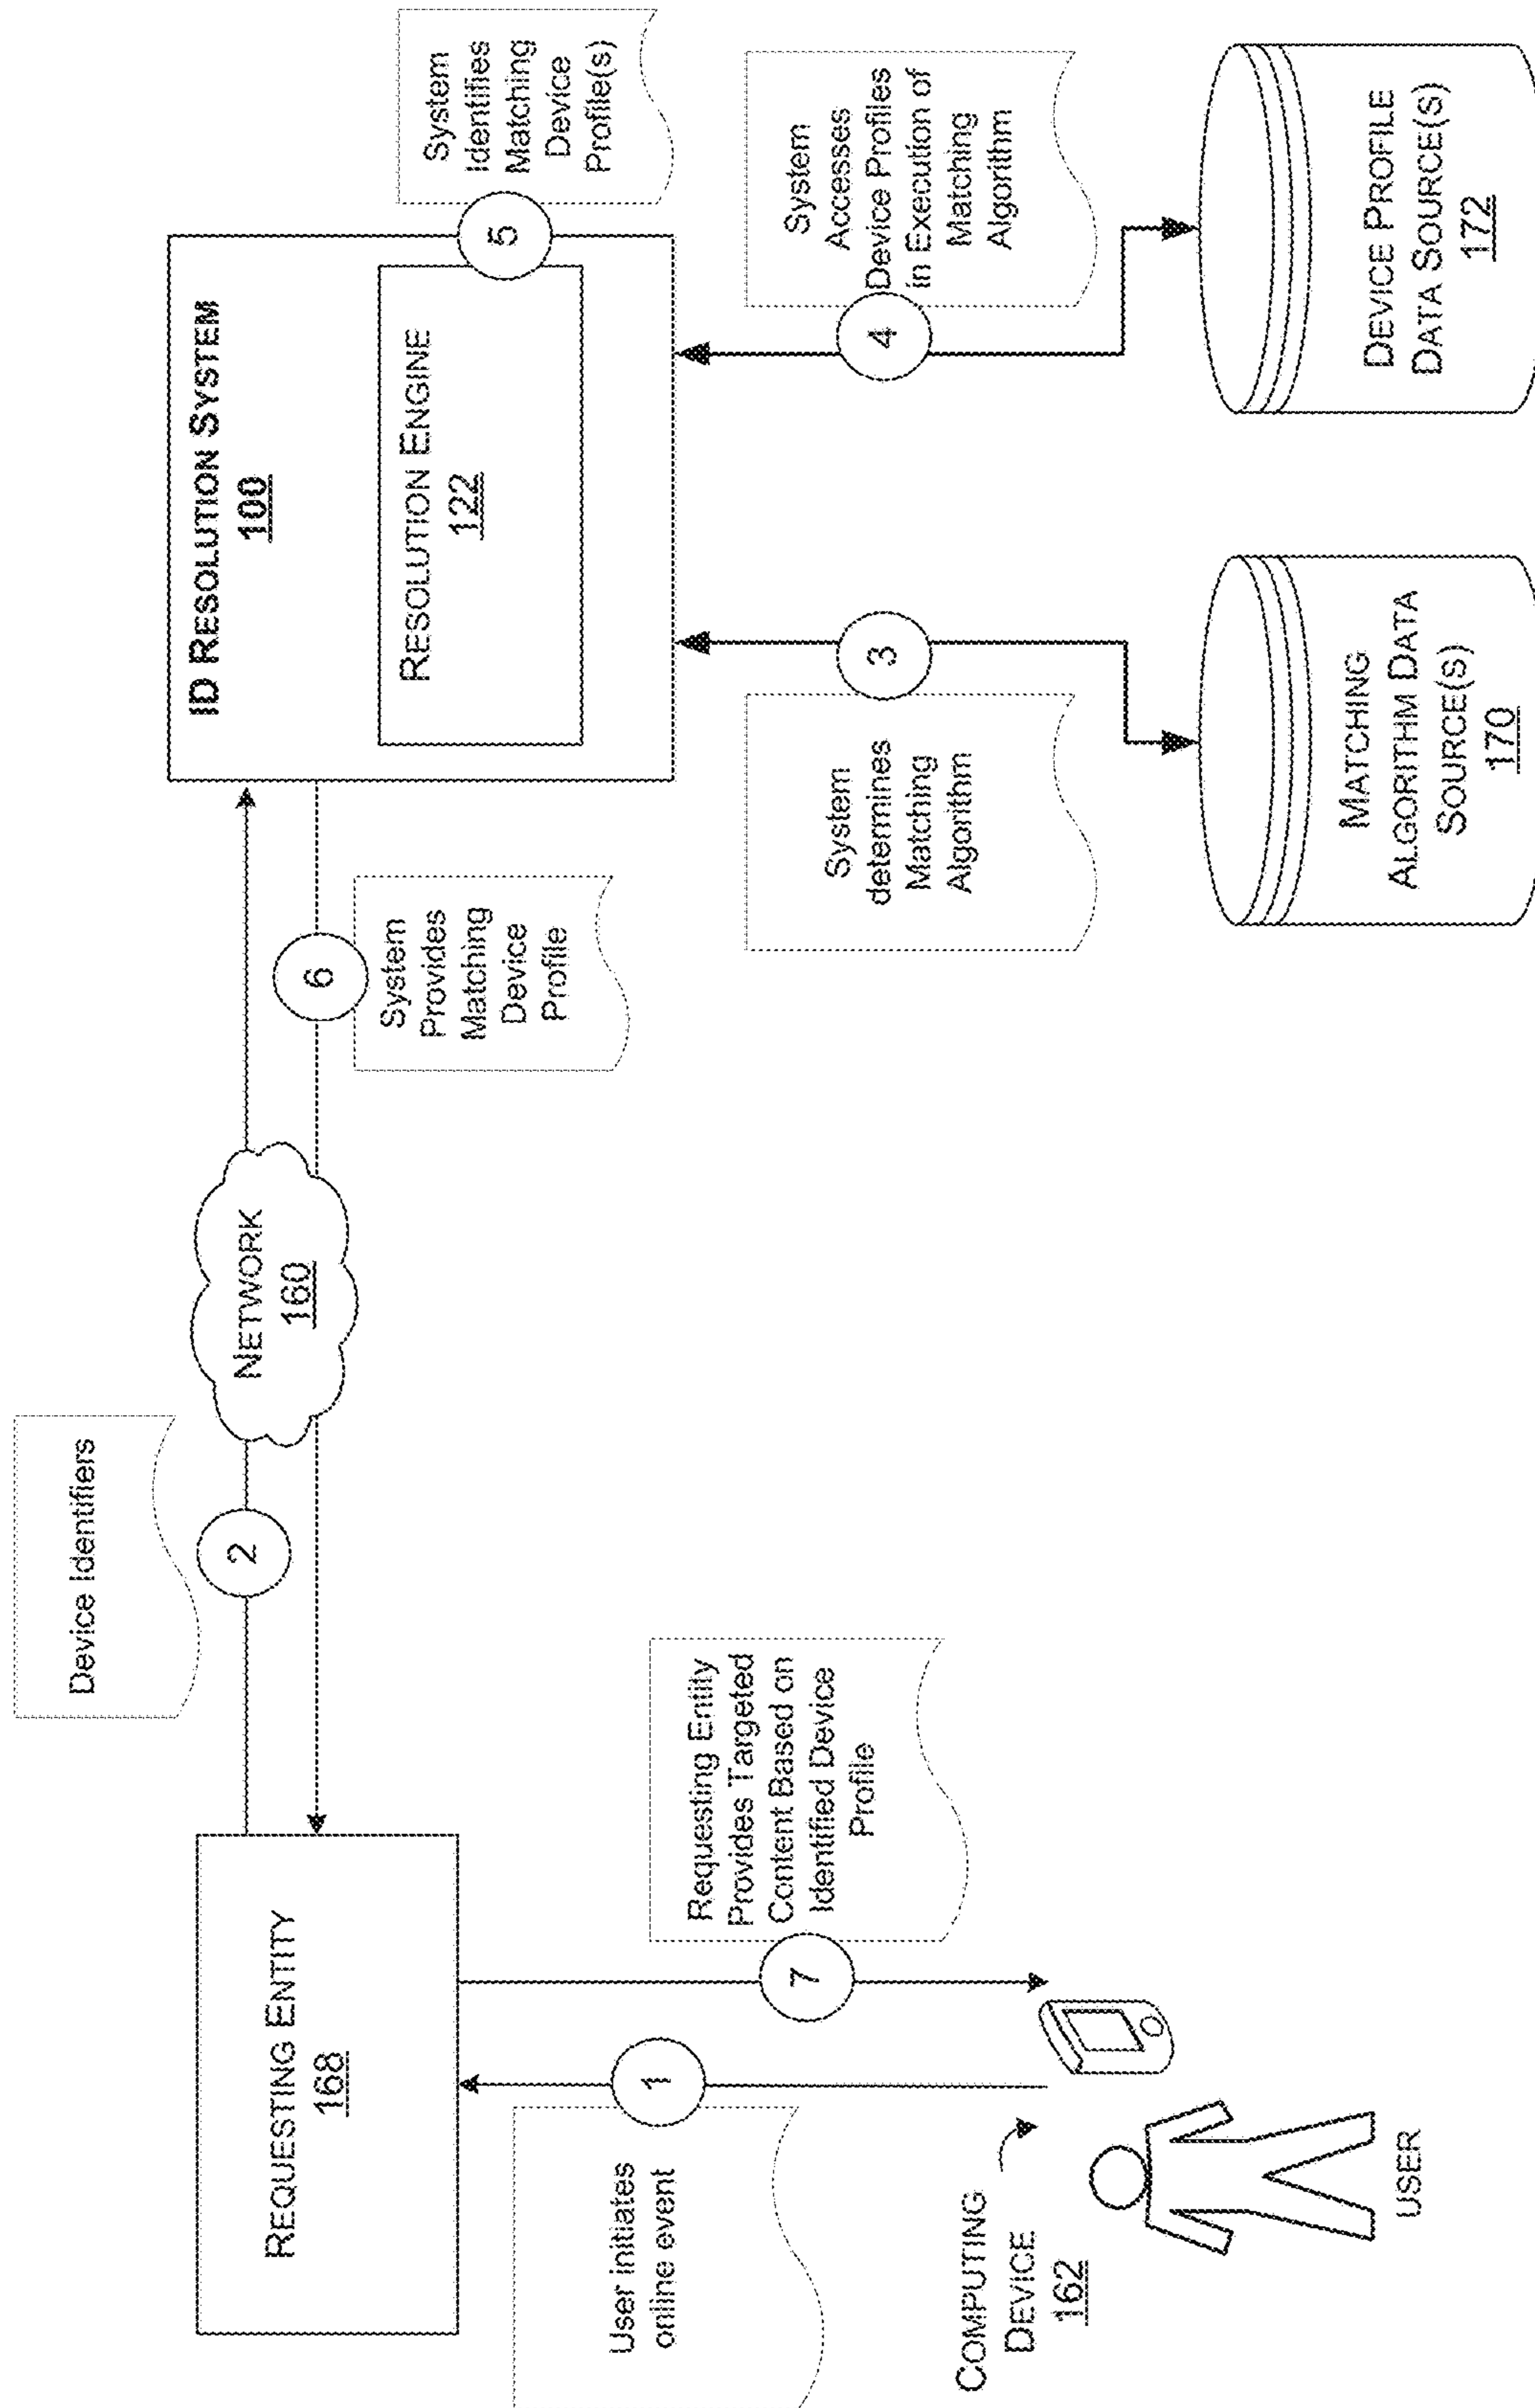 Device Identifiers
2
NETWORK
160
ID RESOLUTION SYSTEM
100
RESOLUTION ENGINE
122
5
System
Identifies
Matching
Device
Profile(s)
6
System
Provides
Matching
Device
Profile
REQUESTING ENTITY
168
1
User initiates
online event
7
Requesting Entity
Provides Targeted
Content Based on
Identified Device
Profile
3
System
determines
Matching
Algorithm
4
System
Accesses
Device Profiles
in Execution of
Matching
Algorithm
COMPUTING
DEVICE
162
USER
MATCHING
ALGORITHM DATA
SOURCE(S)
170
DEVICE PROFILE
DATA SOURCE(S)
172